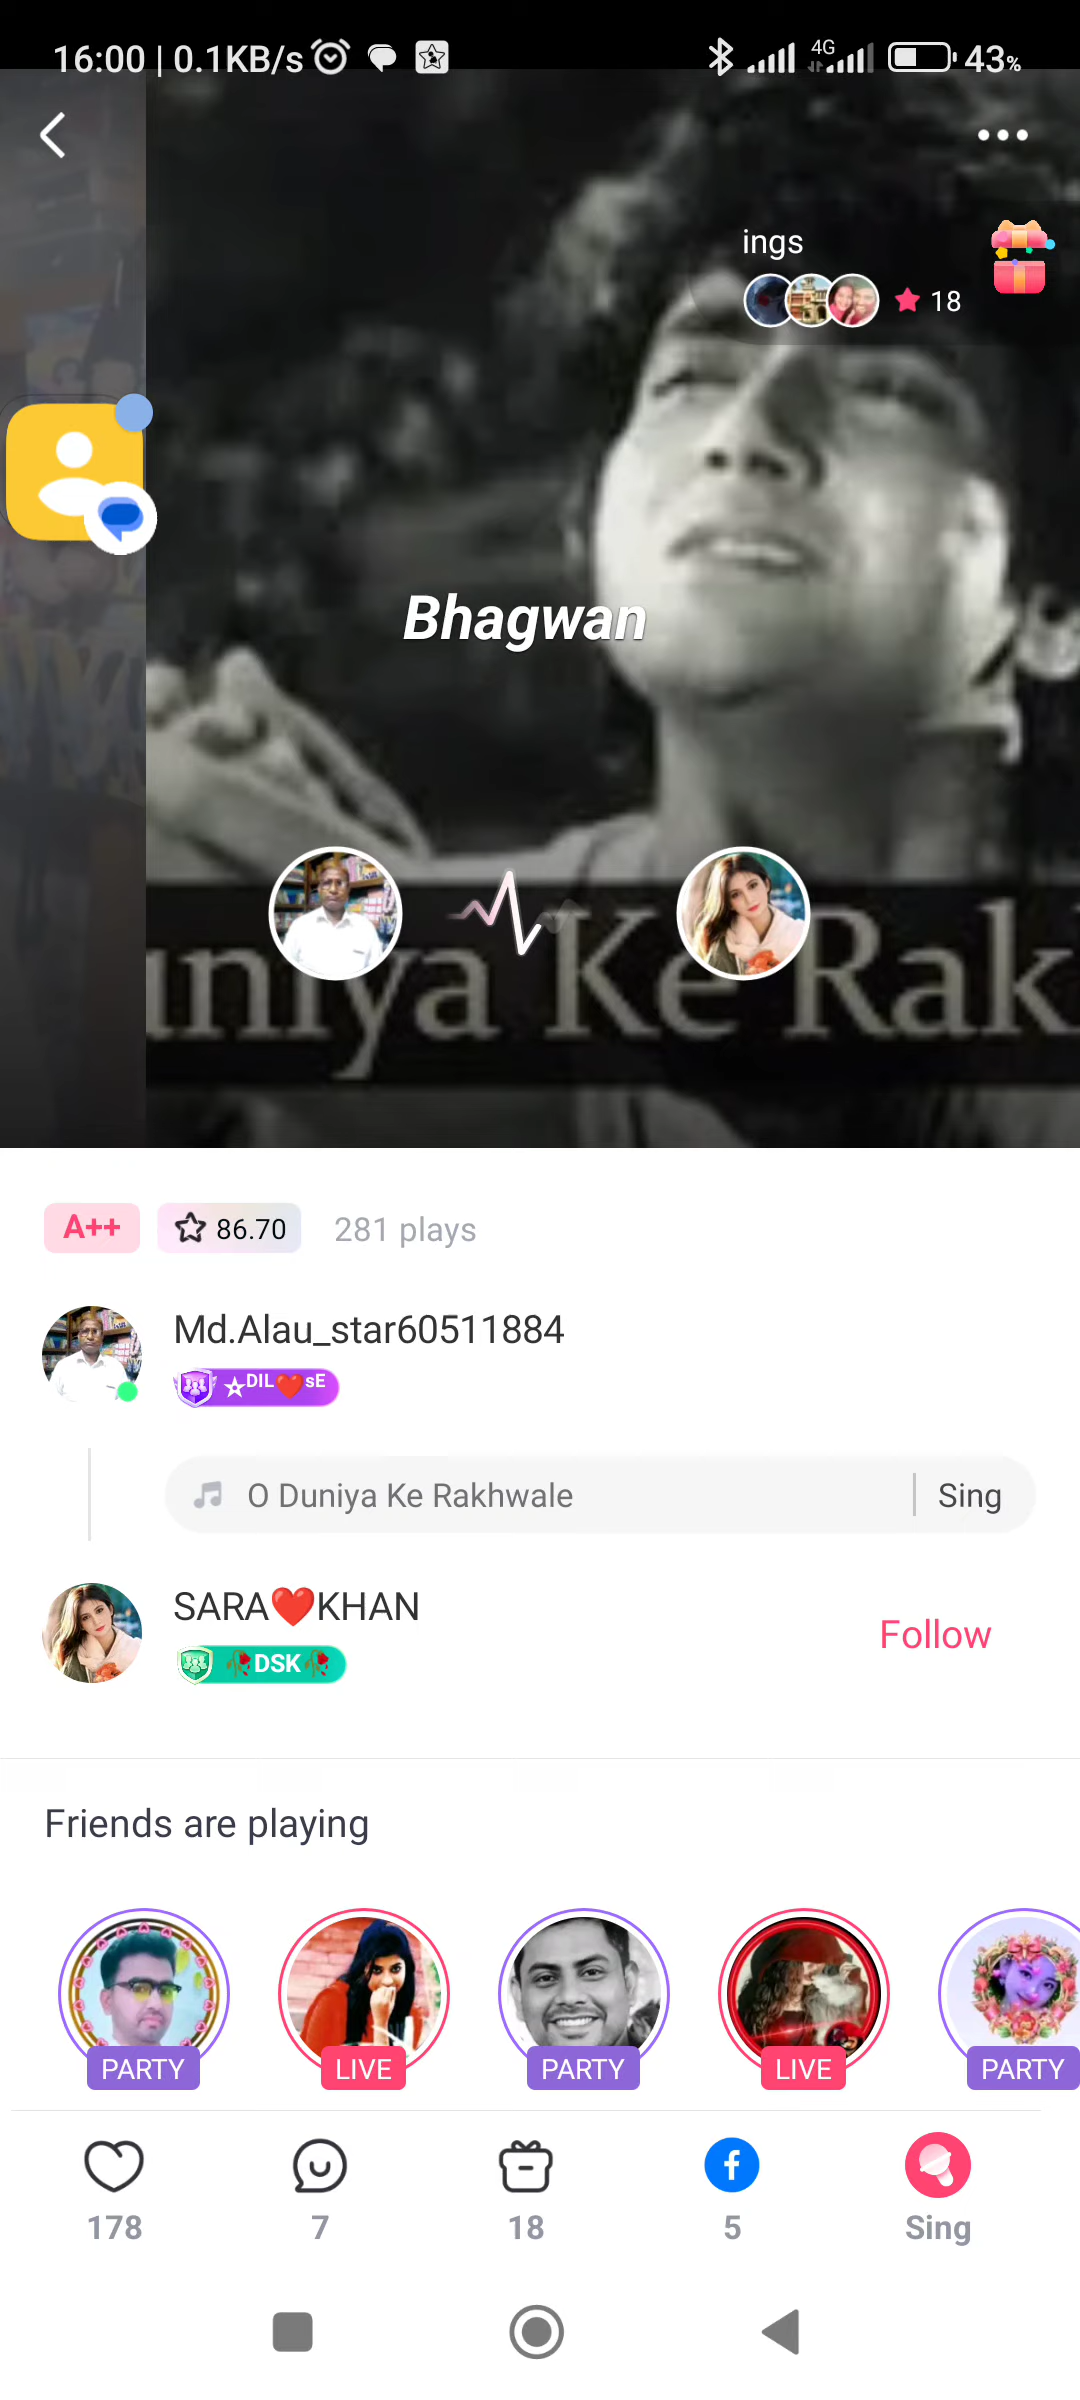 16:00 | 0.1KB/s
4G
43%
ings
18
Bhagwan
uniya Ke Rak
A++
86.70
281 plays
Md.Alau_star60511884
DIL❤️sE
O Duniya Ke Rakhwale
Sing
SARA❤️KHAN
🥀DSK🥀
Follow
Friends are playing
PARTY
LIVE
PARTY
LIVE
PARTY
178
7
18
5
Sing